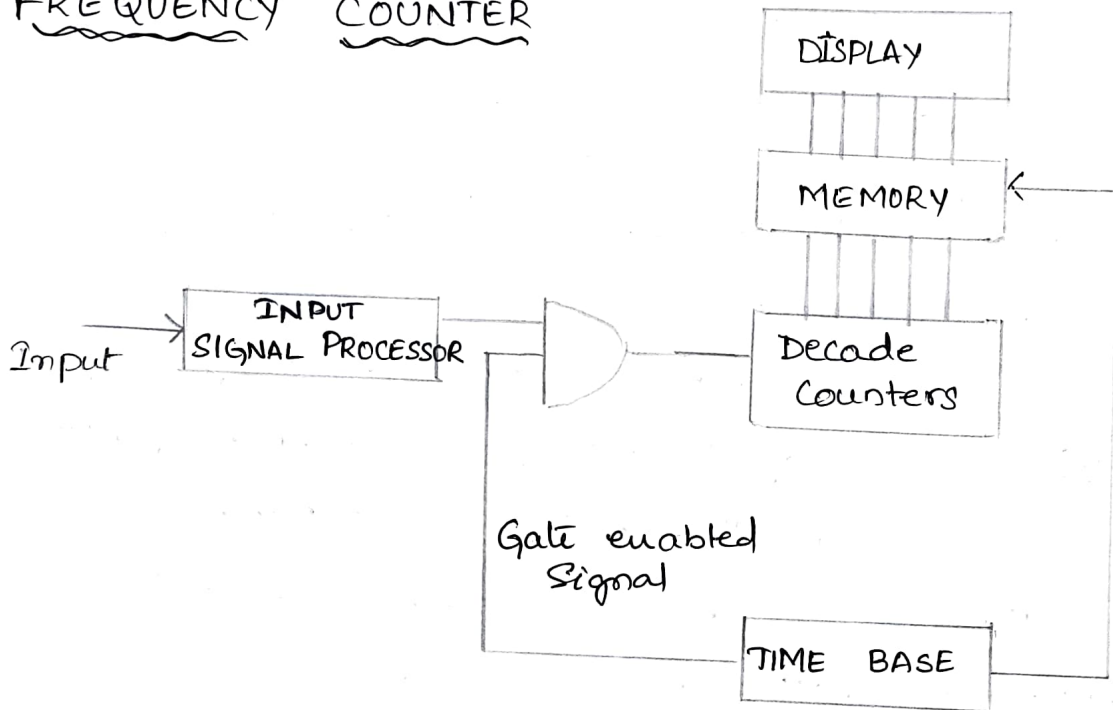 FREQUENCY COUNTER
DISPLAY
MEMORY
INPUT
SIGNAL PROCESSOR
Input
Decade
Counters
Gate enabled
Signal
TIME BASE